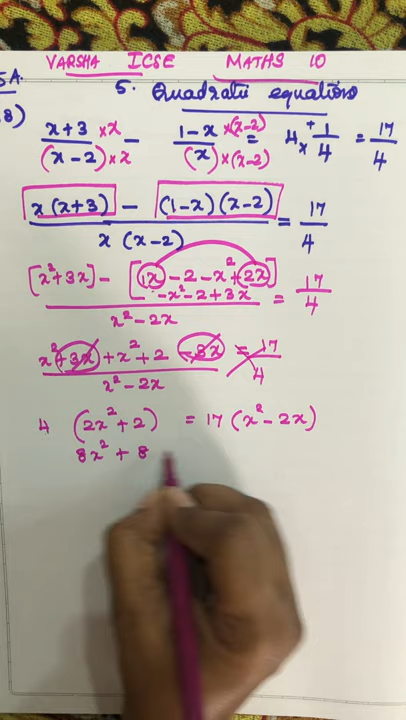 VARSHA ICSE MATHS 10
5A. 5. Quadratic equations
8) (x+3)×x / (x-2)×x - (1-x)×(x-2) / (x)×(x-2) = 4 + 1 / × 4 = 17 / 4
x(x+3) - (1-x)(x-2) / x(x-2) = 17 / 4
[x²+3x] - [1x-2-x²+2x] / x²-2x = 17 / 4
-x²-2+3x
x²+3x+x²+2-3x / x²-2x = 17 / 4
4 (2x²+2) = 17 (x²-2x)
8x²+8